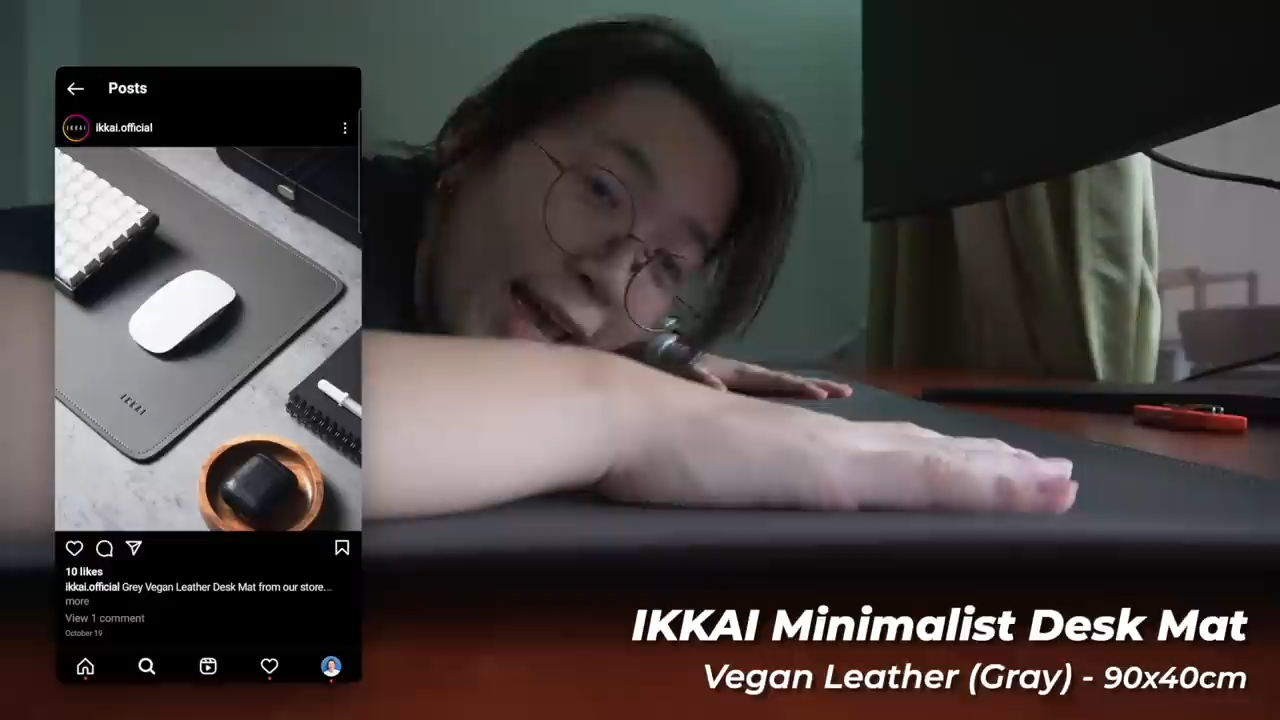 Posts
IKKAI
ikkai.official
IKKAI
10 likes
ikkai.official Grey Vegan Leather Desk Mat from our store...
more
View 1 comment
October 19
IKKAI Minimalist Desk Mat
Vegan Leather (Gray) - 90x40cm